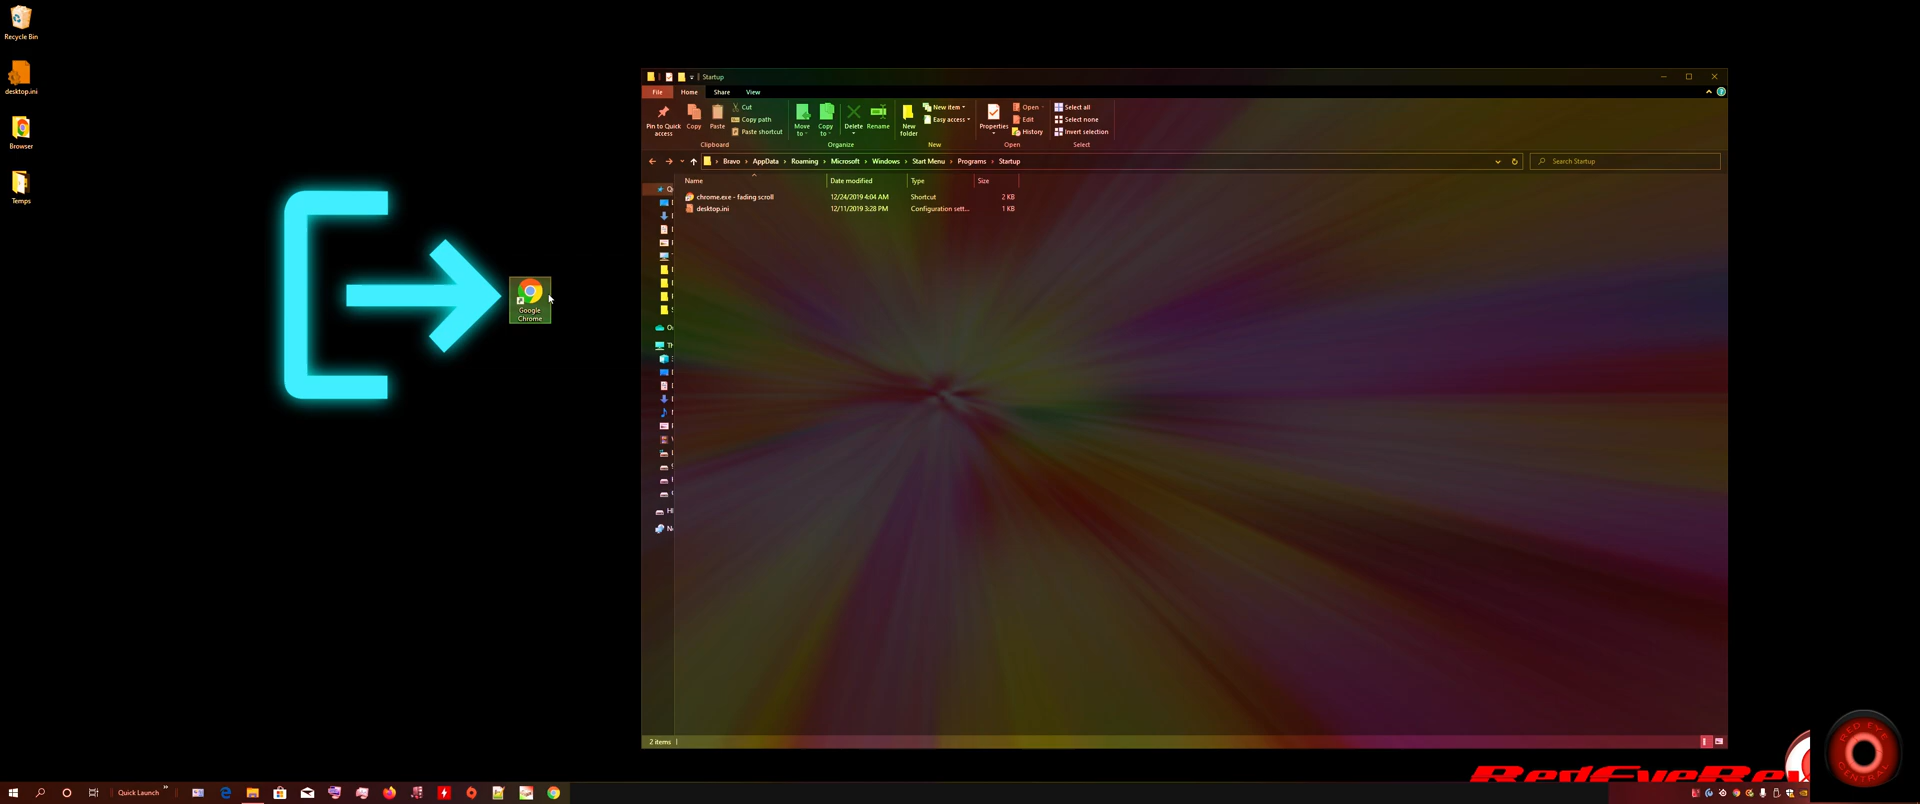 Recycle Bin
desktop.ini
Browser
Temps
Google
Chrome
Startup
File Home Share View
Pin to Quick
access
Copy
Paste
Cut
Copy path
Paste shortcut
Clipboard
Move
to
Copy
to
Delete
Rename
Organize
New
folder
New item
Easy access
New
Properties
Open
Edit
History
Open
Select all
Select none
Invert selection
Select
Bravo > AppData > Roaming > Microsoft > Windows > Start Menu > Programs > Startup
Search Startup
Name Date modified Type Size
chrome.exe - fading scroll 12/24/2019 4:04 AM Shortcut 2 KB
desktop.ini 12/11/2019 3:28 PM Configuration sett... 1 KB
2 items
RED EYE
CENTRAL
Quick Launch